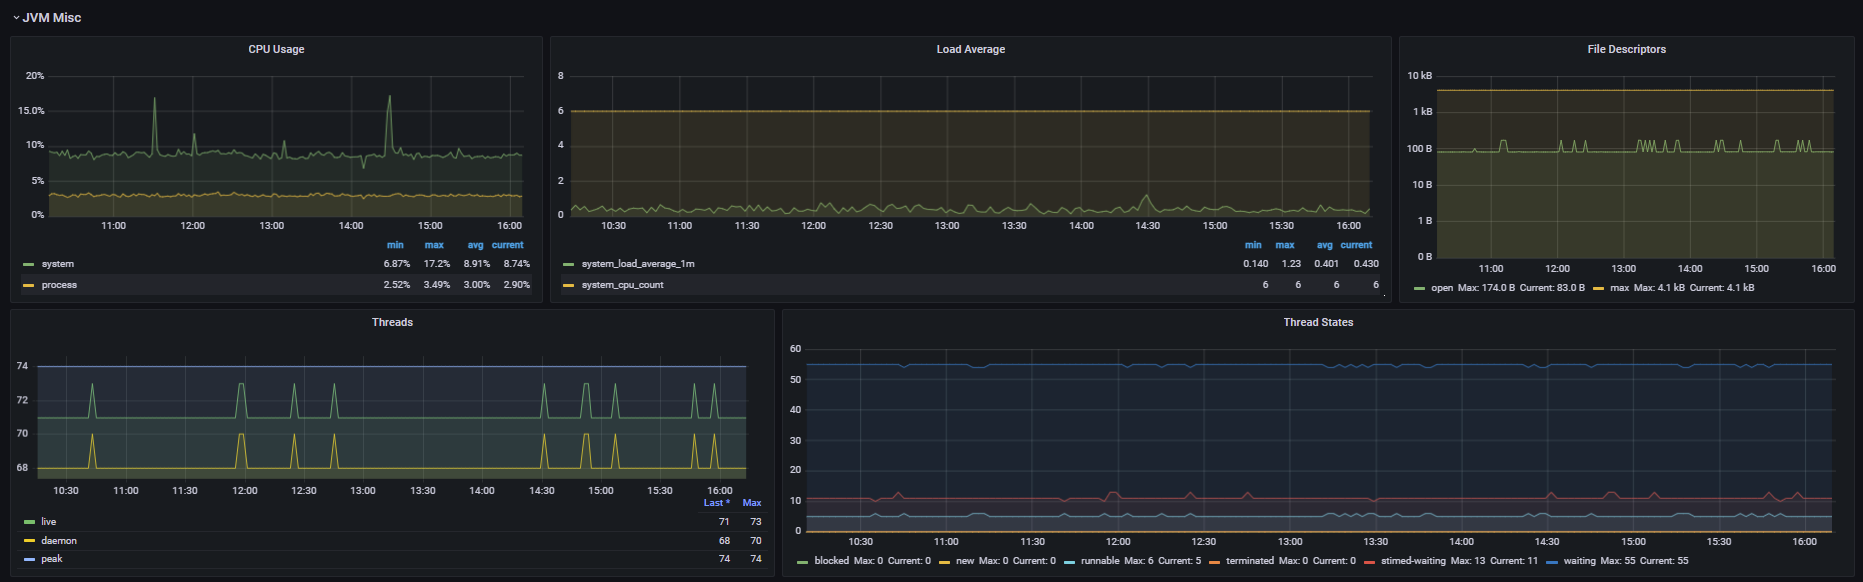 JVM Misc
CPU Usage
20%
15.0%
10%
5%
0%
11:00 12:00 13:00 14:00 15:00 16:00
min max avg current
system 6.87% 17.2% 8.91% 8.74%
process 2.52% 3.49% 3.00% 2.90%
Load Average
8
6
4
2
0
10:30 11:00 11:30 12:00 12:30 13:00 13:30 14:00 14:30 15:00 15:30 16:00
min max avg current
system_load_average_1m 0.140 1.23 0.401 0.430
system_cpu_count 6 6 6 6
File Descriptors
10 kB
1 kB
100 B
10 B
1 B
0 B
11:00 12:00 13:00 14:00 15:00 16:00
open Max: 174.0 B Current: 83.0 B max Max: 4.1 kB Current: 4.1 kB
Threads
74
72
70
68
10:30 11:00 11:30 12:00 12:30 13:00 13:30 14:00 14:30 15:00 15:30 16:00
Last * Max
live 71 73
daemon 68 70
peak 74 74
Thread States
60
50
40
30
20
10
0
10:30 11:00 11:30 12:00 12:30 13:00 13:30 14:00 14:30 15:00 15:30 16:00
blocked Max: 0 Current: 0 new Max: 0 Current: 0 runnable Max: 6 Current: 5 terminated Max: 0 Current: 0 stimed-waiting Max: 13 Current: 11 waiting Max: 55 Current: 55